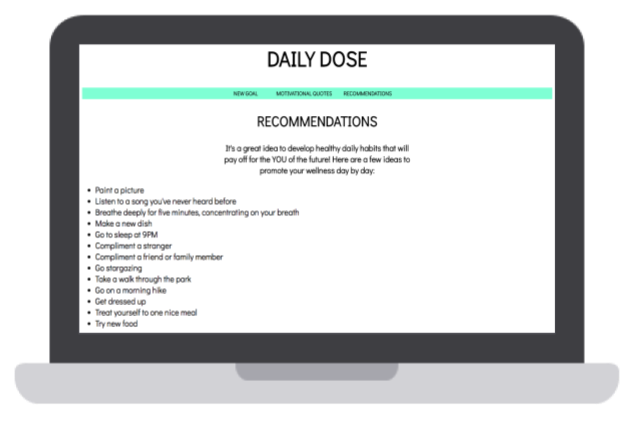 DAILY DOSE
NEW GOAL MOTIVATIONAL QUOTES RECOMMENDATIONS
RECOMMENDATIONS
It's a great idea to develop healthy daily habits that will
pay off for the YOU of the future! Here are a few ideas to
promote your wellness day by day:
• Paint a picture
• Listen to a song you've never heard before
• Breathe deeply for five minutes, concentrating on your breath
• Make a new dish
• Go to sleep at 9PM
• Compliment a stranger
• Compliment a friend or family member
• Go stargazing
• Take a walk through the park
• Go on a morning hike
• Get dressed up
• Treat yourself to one nice meal
• Try new food